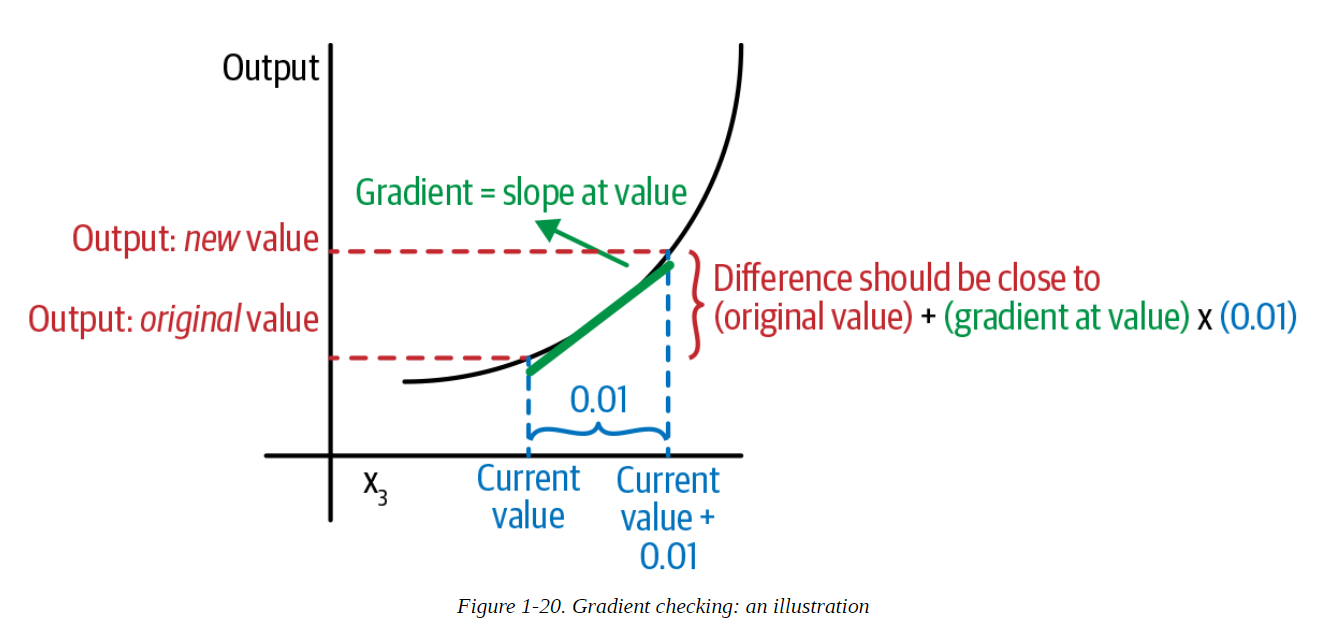 Output
Gradient = slope at value
Output: new value
Difference should be close to
(original value) + (gradient at value) x (0.01)
Output: original value
0.01
x₃
Current
value
Current
value +
0.01
Figure 1-20. Gradient checking: an illustration